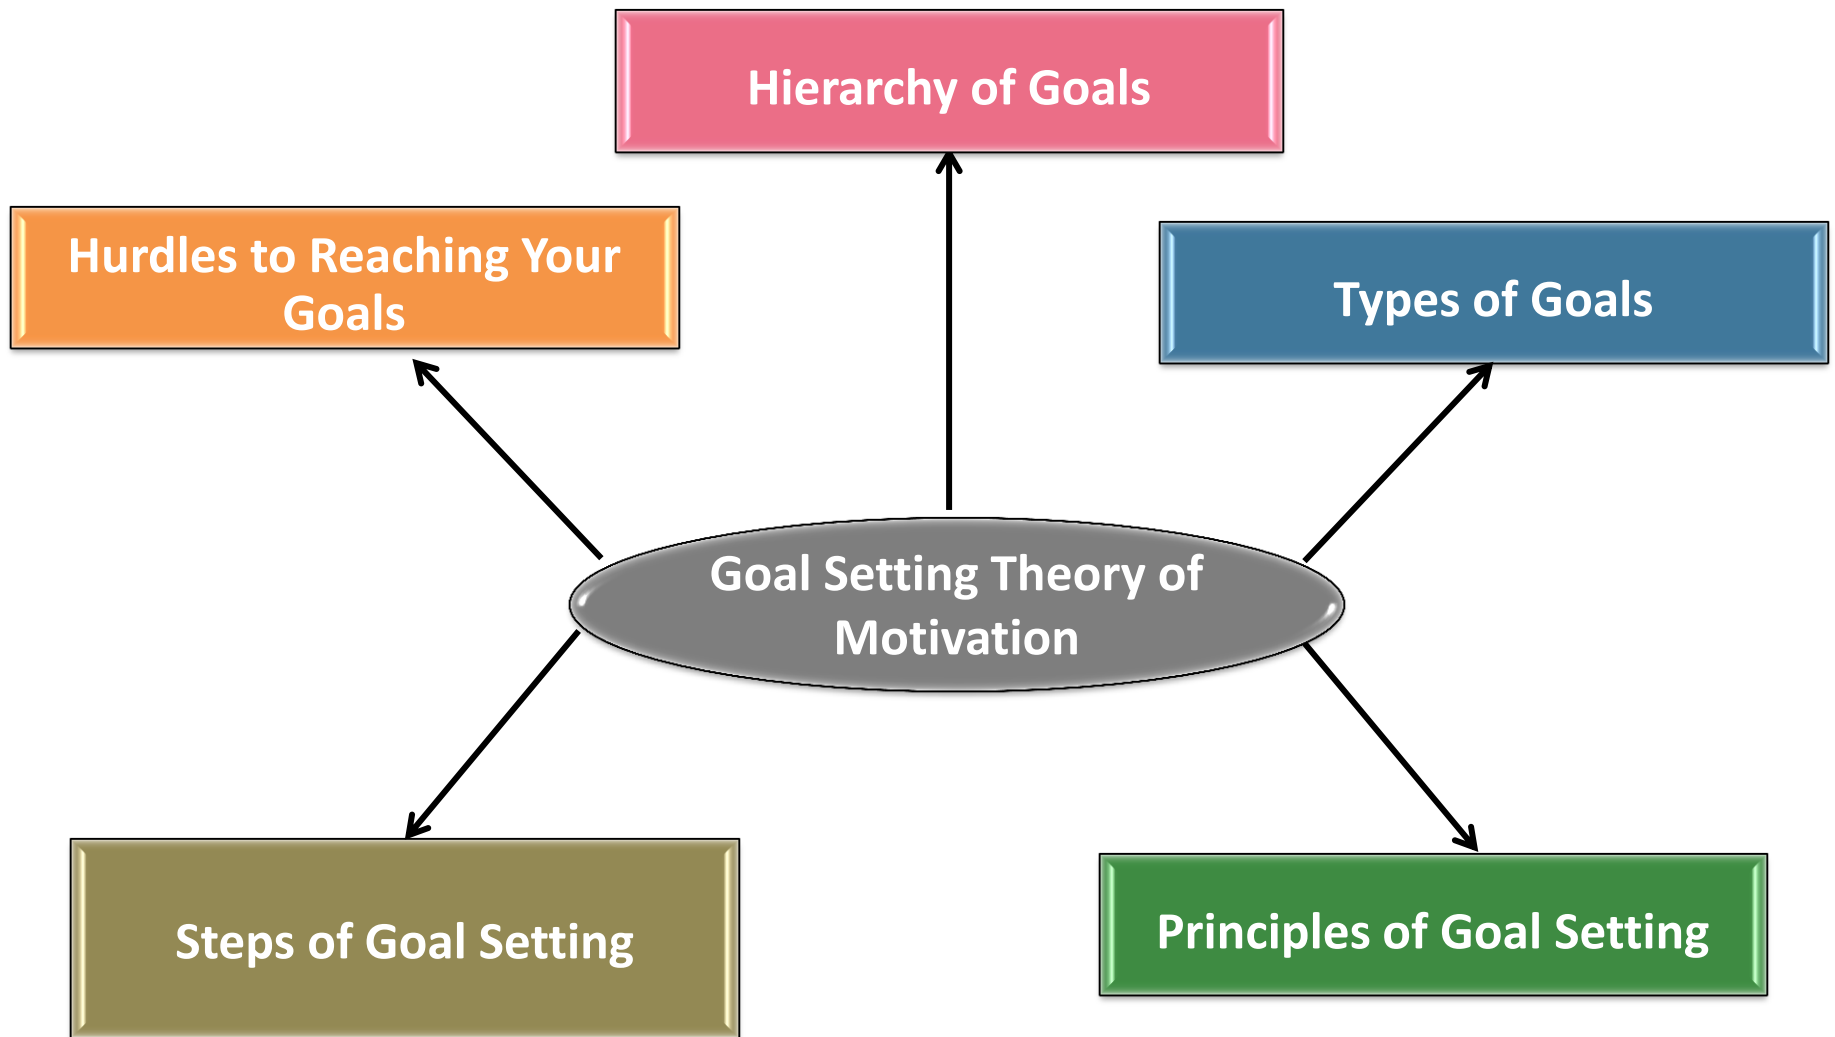 Hierarchy of Goals
Hurdles to Reaching Your
Goals
Types of Goals
Goal Setting Theory of
Motivation
Steps of Goal Setting
Principles of Goal Setting